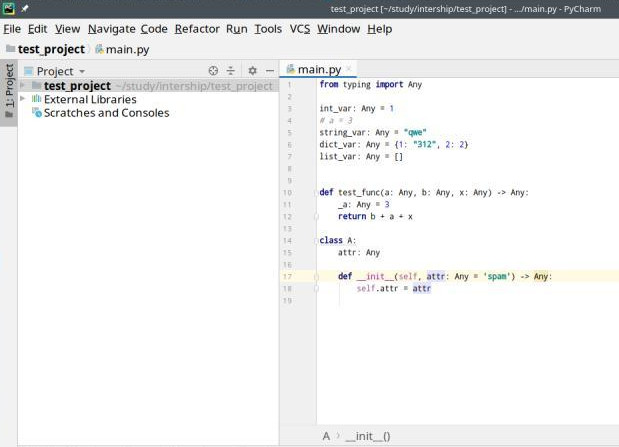 test_project [~/study/intership/test_project] - .../main.py - PyCharm
File Edit View Navigate Code Refactor Run Tools VCS Window Help
test_project main.py
1: Project
Project
test_project ~/study/intership/test_project
External Libraries
Scratches and Consoles
main.py
1 from typing import Any
2
3 int_var: Any = 1
4 # a = 3
5 string_var: Any = "qwe"
6 dict_var: Any = {1: "312", 2: 2}
7 list_var: Any = []
8
9
10 def test_func(a: Any, b: Any, x: Any) -> Any:
11 _a: Any = 3
12 return b + a + x
13
14 class A:
15 attr: Any
16
17 def __init__(self, attr: Any = 'spam') -> Any:
18 self.attr = attr
19
A › __init__()